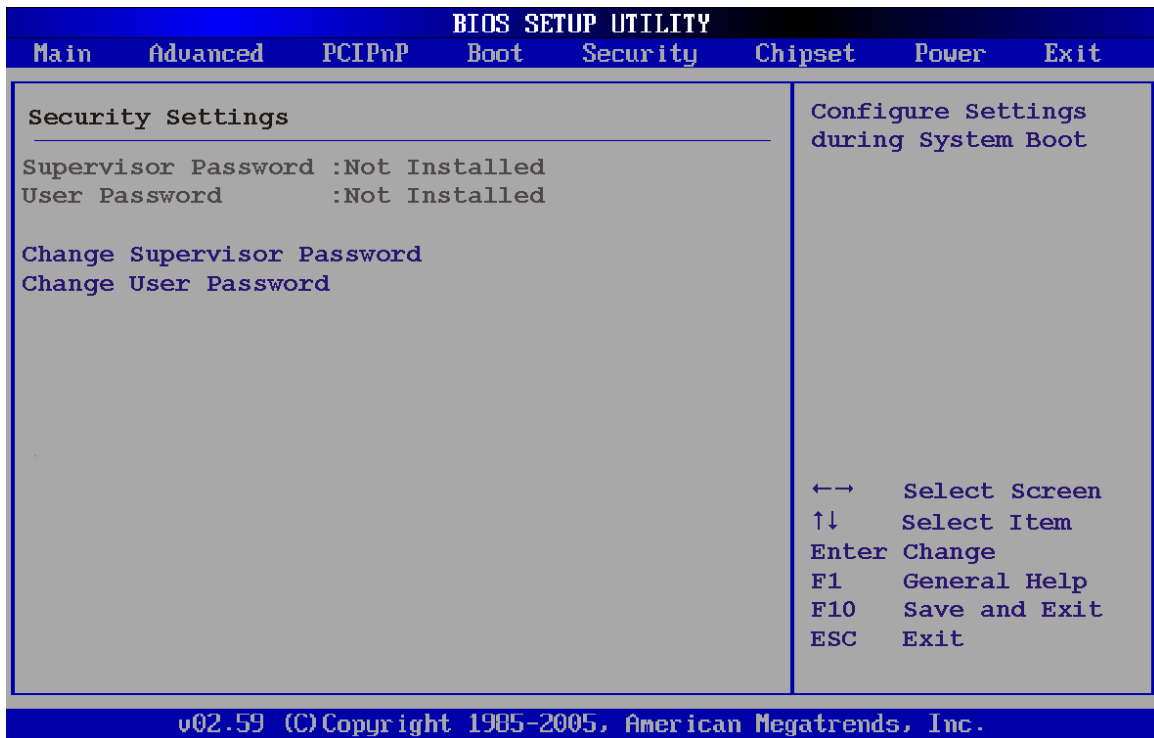 BIOS SETUP UTILITY
Main Advanced PCIPnP Boot Security Chipset Power Exit
Security Settings
Supervisor Password :Not Installed
User Password :Not Installed
Change Supervisor Password
Change User Password
Configure Settings
during System Boot
←→ Select Screen
↑↓ Select Item
Enter Change
F1 General Help
F10 Save and Exit
ESC Exit
v02.59 (C)Copyright 1985-2005, American Megatrends, Inc.